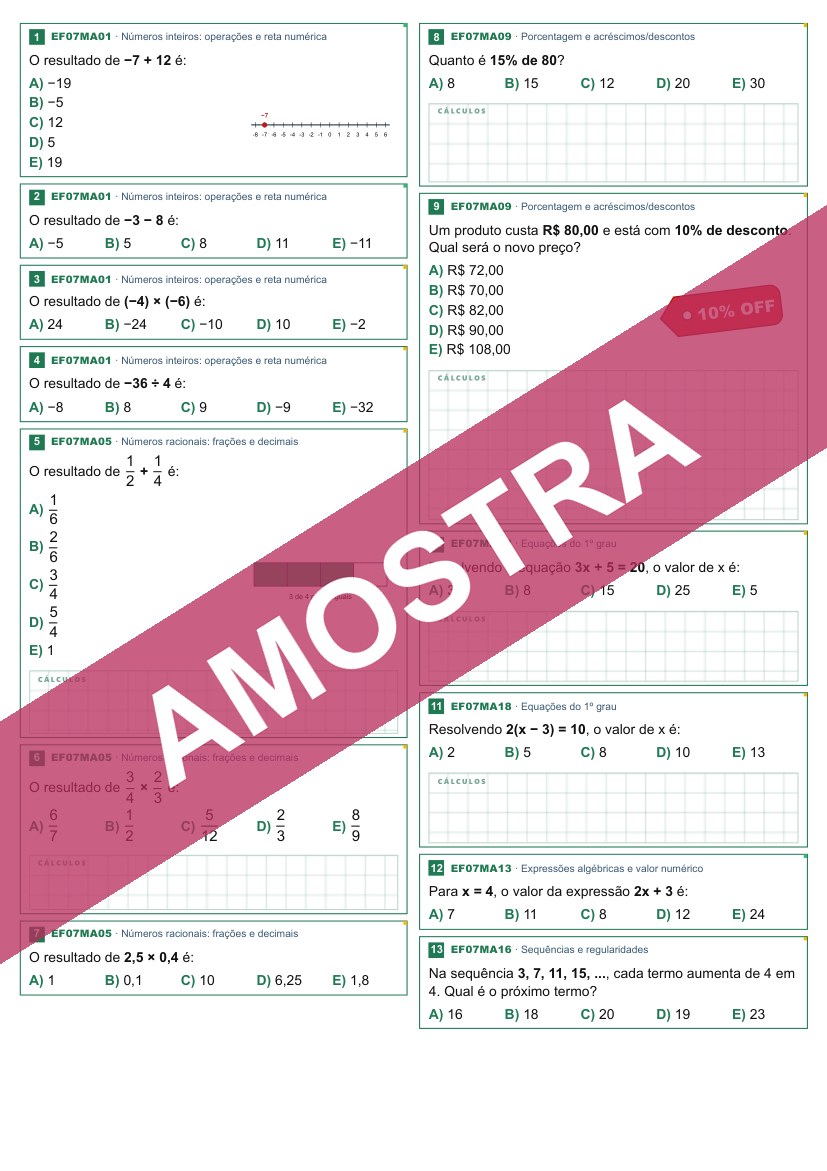 1 EF07MA01 · Números inteiros: operações e reta numérica
O resultado de −7 + 12 é:
A) −19
B) −5
C) 12
D) 5
E) 19
−7
-8 -7 -6 -5 -4 -3 -2 -1 0 1 2 3 4 5 6
2 EF07MA01 · Números inteiros: operações e reta numérica
O resultado de −3 − 8 é:
A) −5 B) 5 C) 8 D) 11 E) −11
3 EF07MA01 · Números inteiros: operações e reta numérica
O resultado de (−4) × (−6) é:
A) 24 B) −24 C) −10 D) 10 E) −2
4 EF07MA01 · Números inteiros: operações e reta numérica
O resultado de −36 ÷ 4 é:
A) −8 B) 8 C) 9 D) −9 E) −32
5 EF07MA05 · Números racionais: frações e decimais
O resultado de 1/2 + 1/4 é:
A) 1/6
B) 2/6
C) 3/4
D) 5/4
E) 1
3 de 4
CÁLCULOS
6 EF07MA05 · Números racionais: frações e decimais
O resultado de 3/4 × 2/3 é:
A) 6/7 B) 1/2 C) 5/12 D) 2/3 E) 8/9
CÁLCULOS
7 EF07MA05 · Números racionais: frações e decimais
O resultado de 2,5 × 0,4 é:
A) 1 B) 0,1 C) 10 D) 6,25 E) 1,8
8 EF07MA09 · Porcentagem e acréscimos/descontos
Quanto é 15% de 80?
A) 8 B) 15 C) 12 D) 20 E) 30
CÁLCULOS
9 EF07MA09 · Porcentagem e acréscimos/descontos
Um produto custa R$ 80,00 e está com 10% de desconto.
Qual será o novo preço?
A) R$ 72,00
B) R$ 70,00
C) R$ 82,00
D) R$ 90,00
E) R$ 108,00
10% OFF
CÁLCULOS
· Equações do 1º grau
equação 3x + 5 = 20, o valor de x é:
A) 3 B) 8 C) 15 D) 25 E) 5
CÁLCULOS
11 EF07MA18 · Equações do 1º grau
Resolvendo 2(x − 3) = 10, o valor de x é:
A) 2 B) 5 C) 8 D) 10 E) 13
CÁLCULOS
12 EF07MA13 · Expressões algébricas e valor numérico
Para x = 4, o valor da expressão 2x + 3 é:
A) 7 B) 11 C) 8 D) 12 E) 24
13 EF07MA16 · Sequências e regularidades
Na sequência 3, 7, 11, 15, ..., cada termo aumenta de 4 em
4. Qual é o próximo termo?
A) 16 B) 18 C) 20 D) 19 E) 23
AMOSTRA